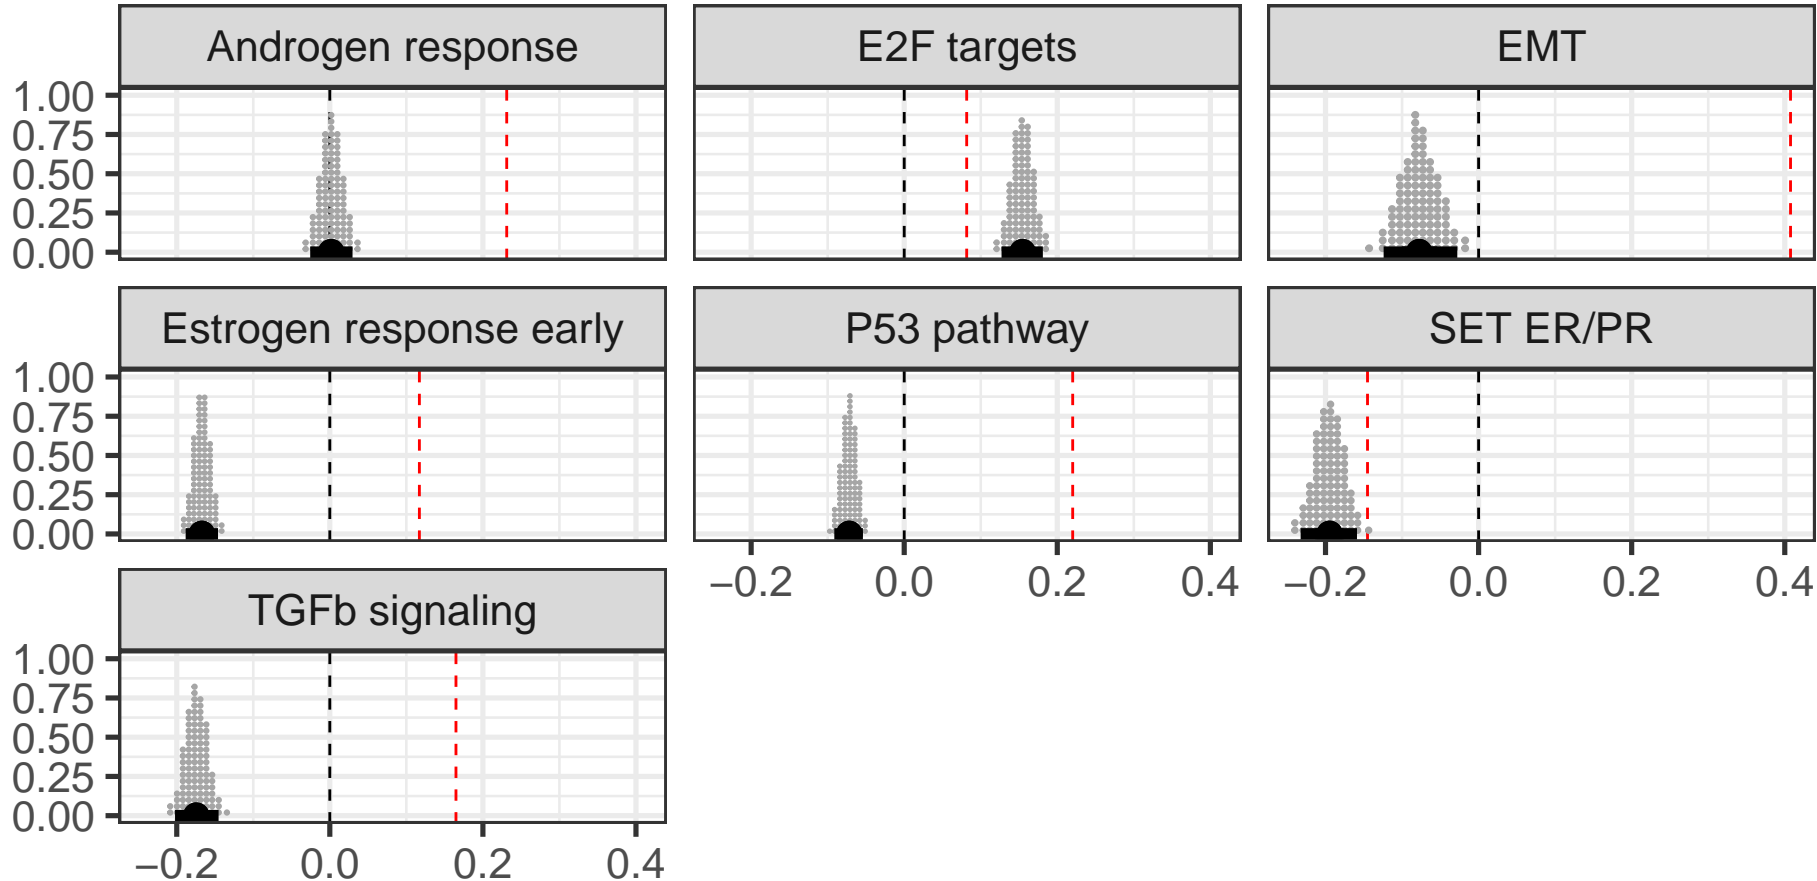 Androgen response
E2F targets
EMT
1.00
0.75
0.50
0.25
0.00
Estrogen response early
P53 pathway
SET ER/PR
1.00
0.75
0.50
0.25
0.00
−0.2 0.0 0.2 0.4
−0.2 0.0 0.2 0.4
TGFb signaling
1.00
0.75
0.50
0.25
0.00
−0.2 0.0 0.2 0.4